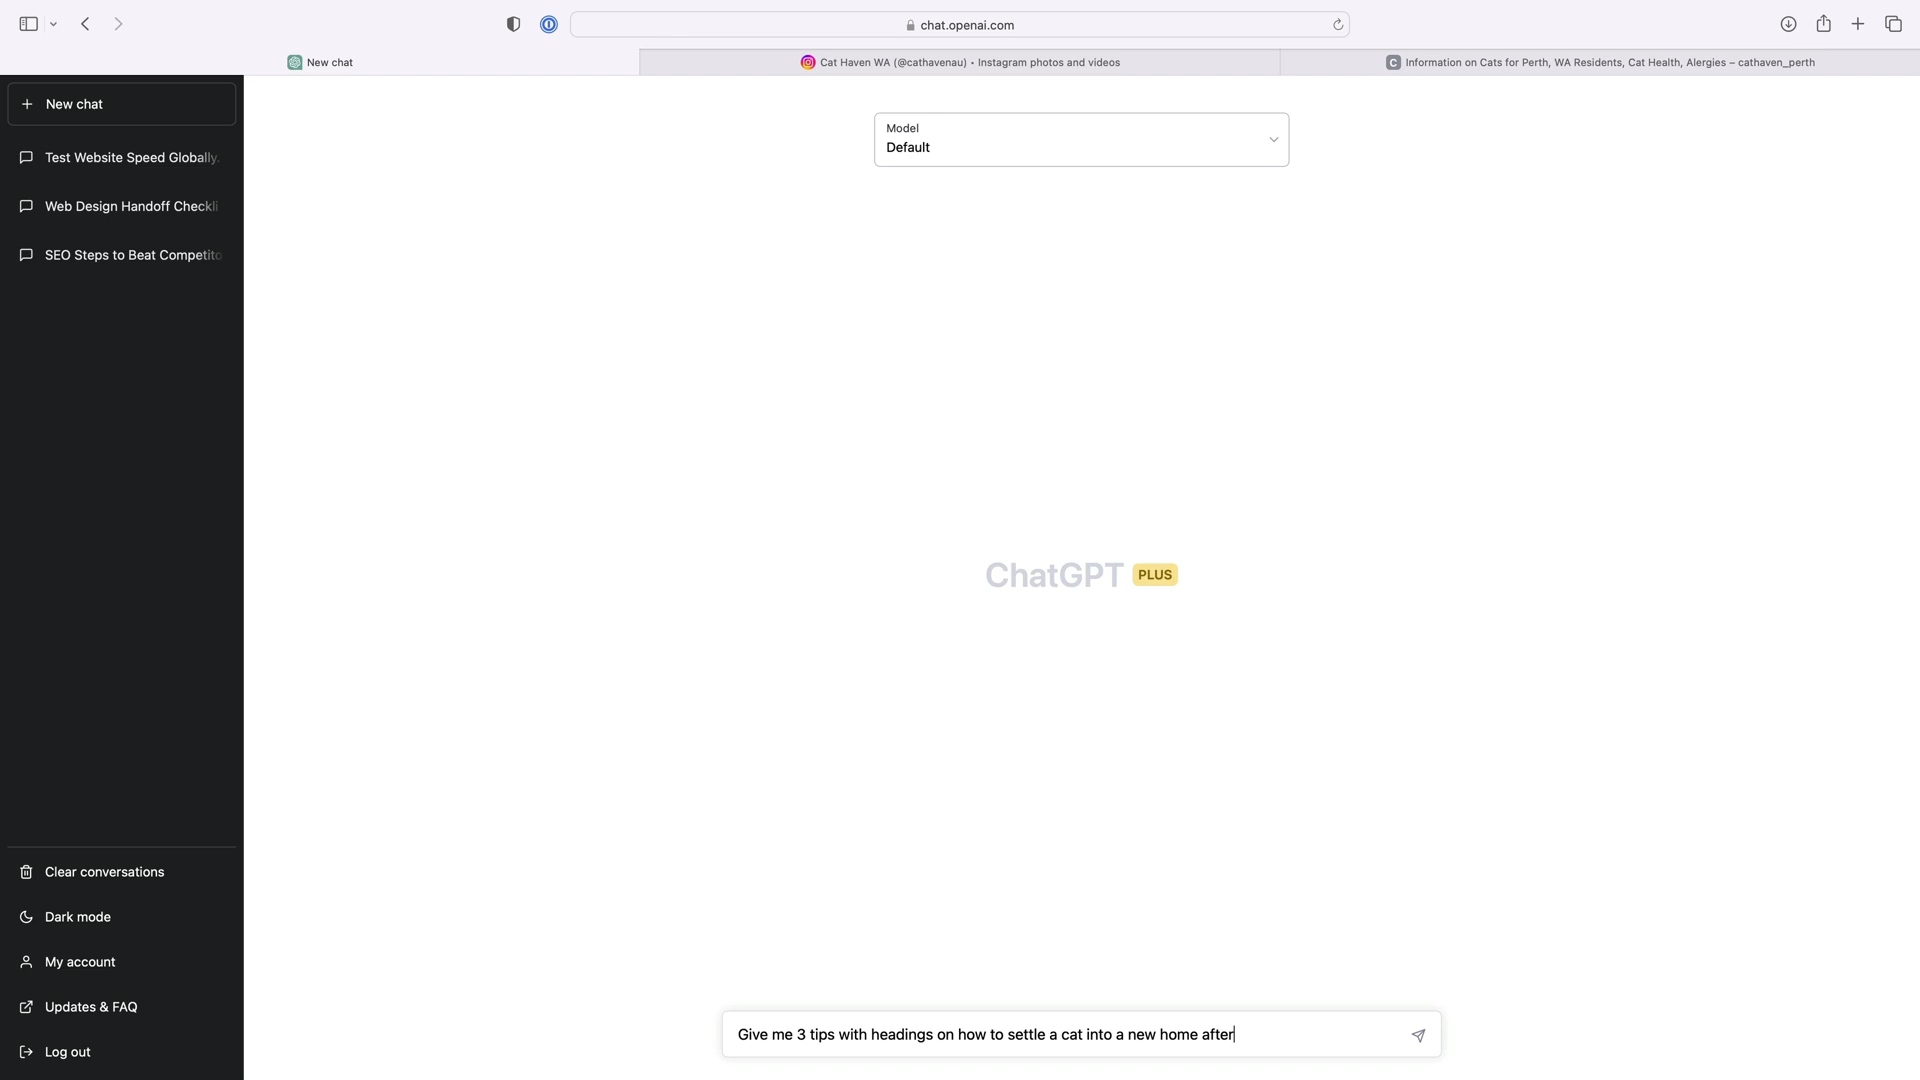 chat.openai.com
New chat
Cat Haven WA (@cathavenau) • Instagram photos and videos
C Information on Cats for Perth, WA Residents, Cat Health, Alergies – cathaven_perth
New chat
Test Website Speed Globally.
Web Design Handoff Checkli
SEO Steps to Beat Competito
Model
Default
ChatGPT PLUS
Clear conversations
Dark mode
My account
Updates & FAQ
Log out
Give me 3 tips with headings on how to settle a cat into a new home after